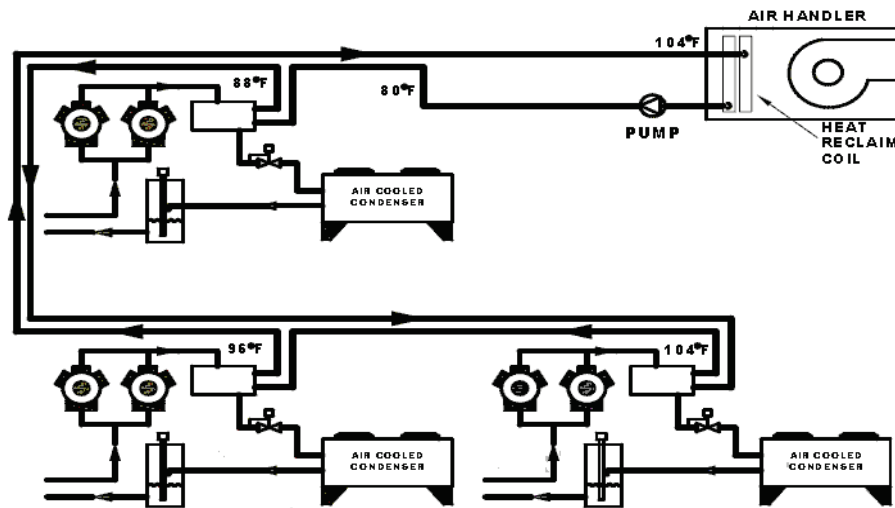 AIR HANDLER
104°F
88°F
80°F
PUMP
HEAT
RECLAIM
COIL
AIR COOLED
CONDENSER
96°F
104°F
AIR COOLED
CONDENSER
AIR COOLED
CONDENSER